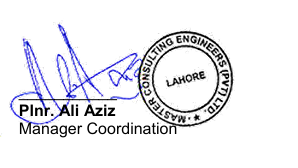 MASTER CONSULTING ENGINEERS (PVT) LTD.
LAHORE
Plnr. Ali Aziz
Manager Coordination